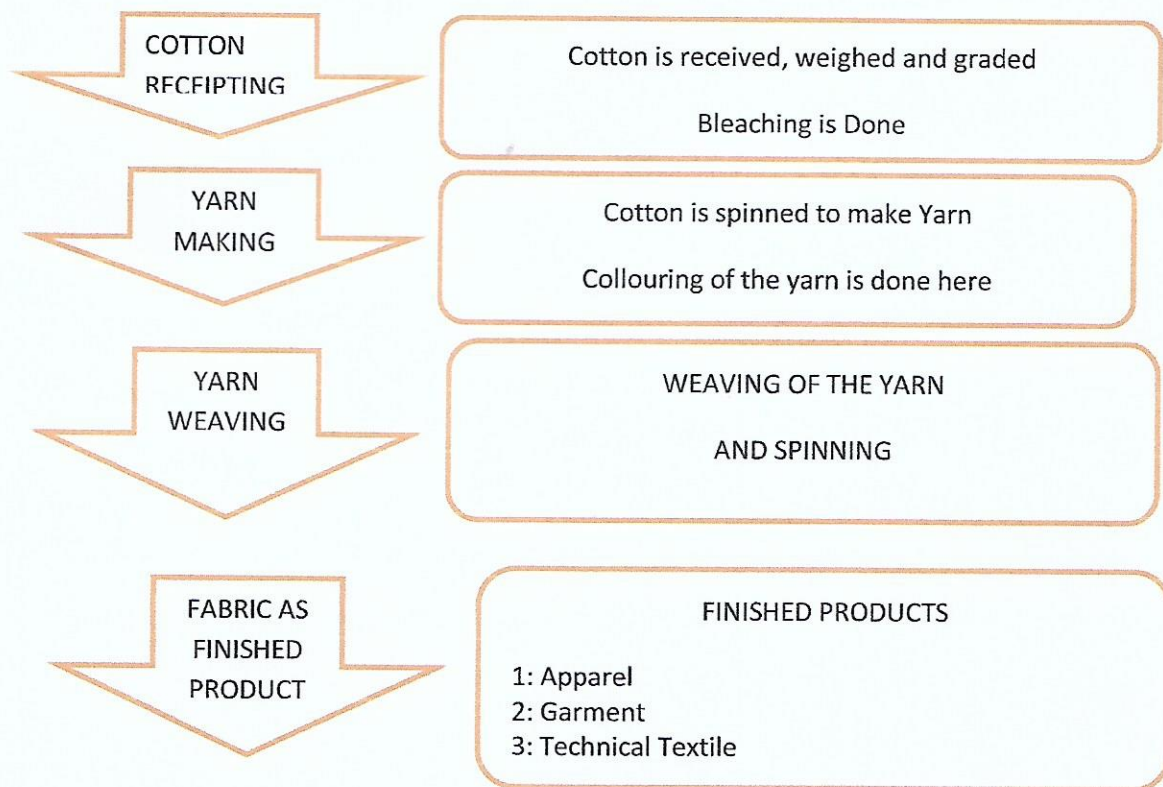 COTTON
RECEIPTING
Cotton is received, weighed and graded
Bleaching is Done
YARN
MAKING
Cotton is spinned to make Yarn
Collouring of the yarn is done here
YARN
WEAVING
WEAVING OF THE YARN
AND SPINNING
FABRIC AS
FINISHED
PRODUCT
FINISHED PRODUCTS
1: Apparel
2: Garment
3: Technical Textile